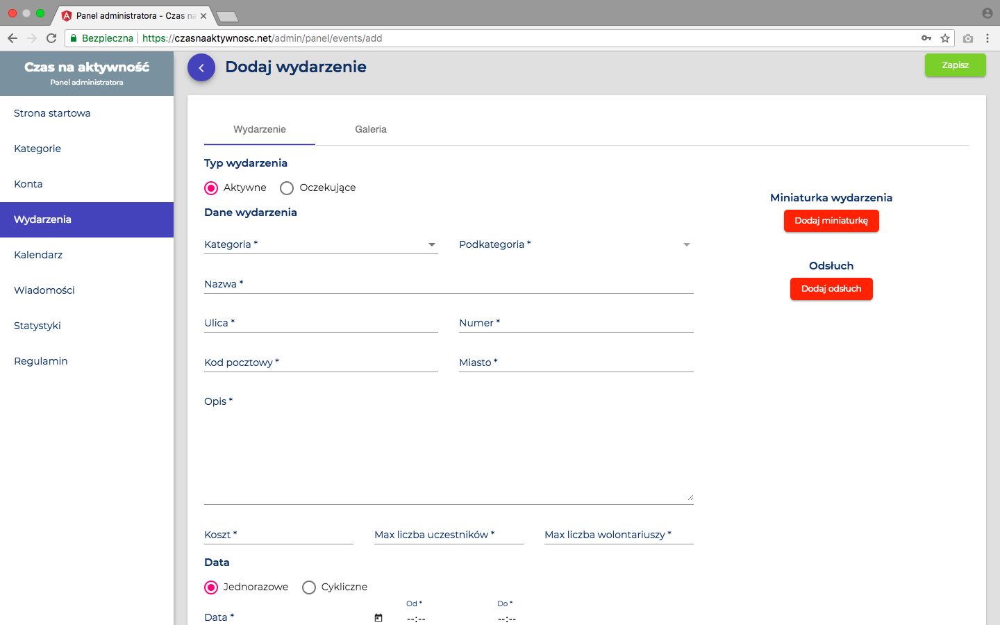 Panel administratora - Czas na
Bezpieczna https://czasnaaktywnosc.net/admin/panel/events/add
Czas na aktywność
Panel administratora
Strona startowa
Kategorie
Konta
Wydarzenia
Kalendarz
Wiadomości
Statystyki
Regulamin
Dodaj wydarzenie
Zapisz
Wydarzenie Galeria
Typ wydarzenia
Aktywne Oczekujące
Dane wydarzenia
Kategoria * Podkategoria *
Nazwa *
Ulica * Numer *
Kod pocztowy * Miasto *
Opis *
Koszt * Max liczba uczestników * Max liczba wolontariuszy *
Data
Jednorazowe Cykliczne
Data *
Od * Do *
--:-- --:--
Miniaturka wydarzenia
Dodaj miniaturkę
Odsłuch
Dodaj odsłuch